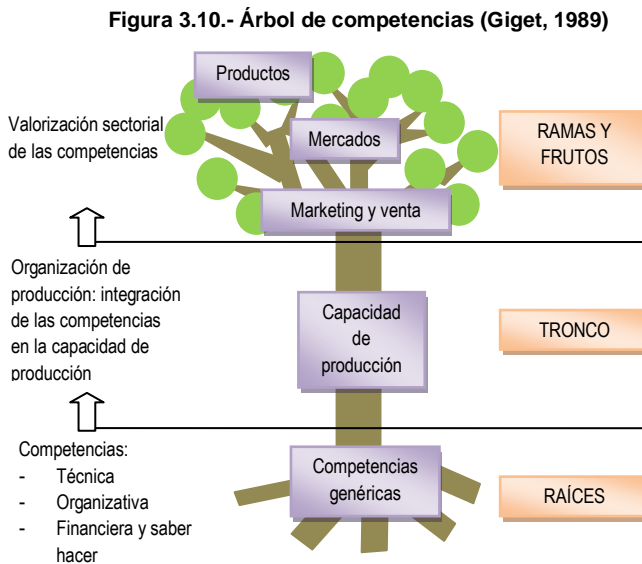 Figura 3.10.- Árbol de competencias (Giget, 1989)
Productos
Valorización sectorial
de las competencias
Mercados
RAMAS Y
FRUTOS
Marketing y venta
Organización de
producción: integración
de las competencias
en la capacidad de
producción
Capacidad
de
producción
TRONCO
Competencias:
- Técnica
- Organizativa
- Financiera y saber
hacer
Competencias
genéricas
RAÍCES